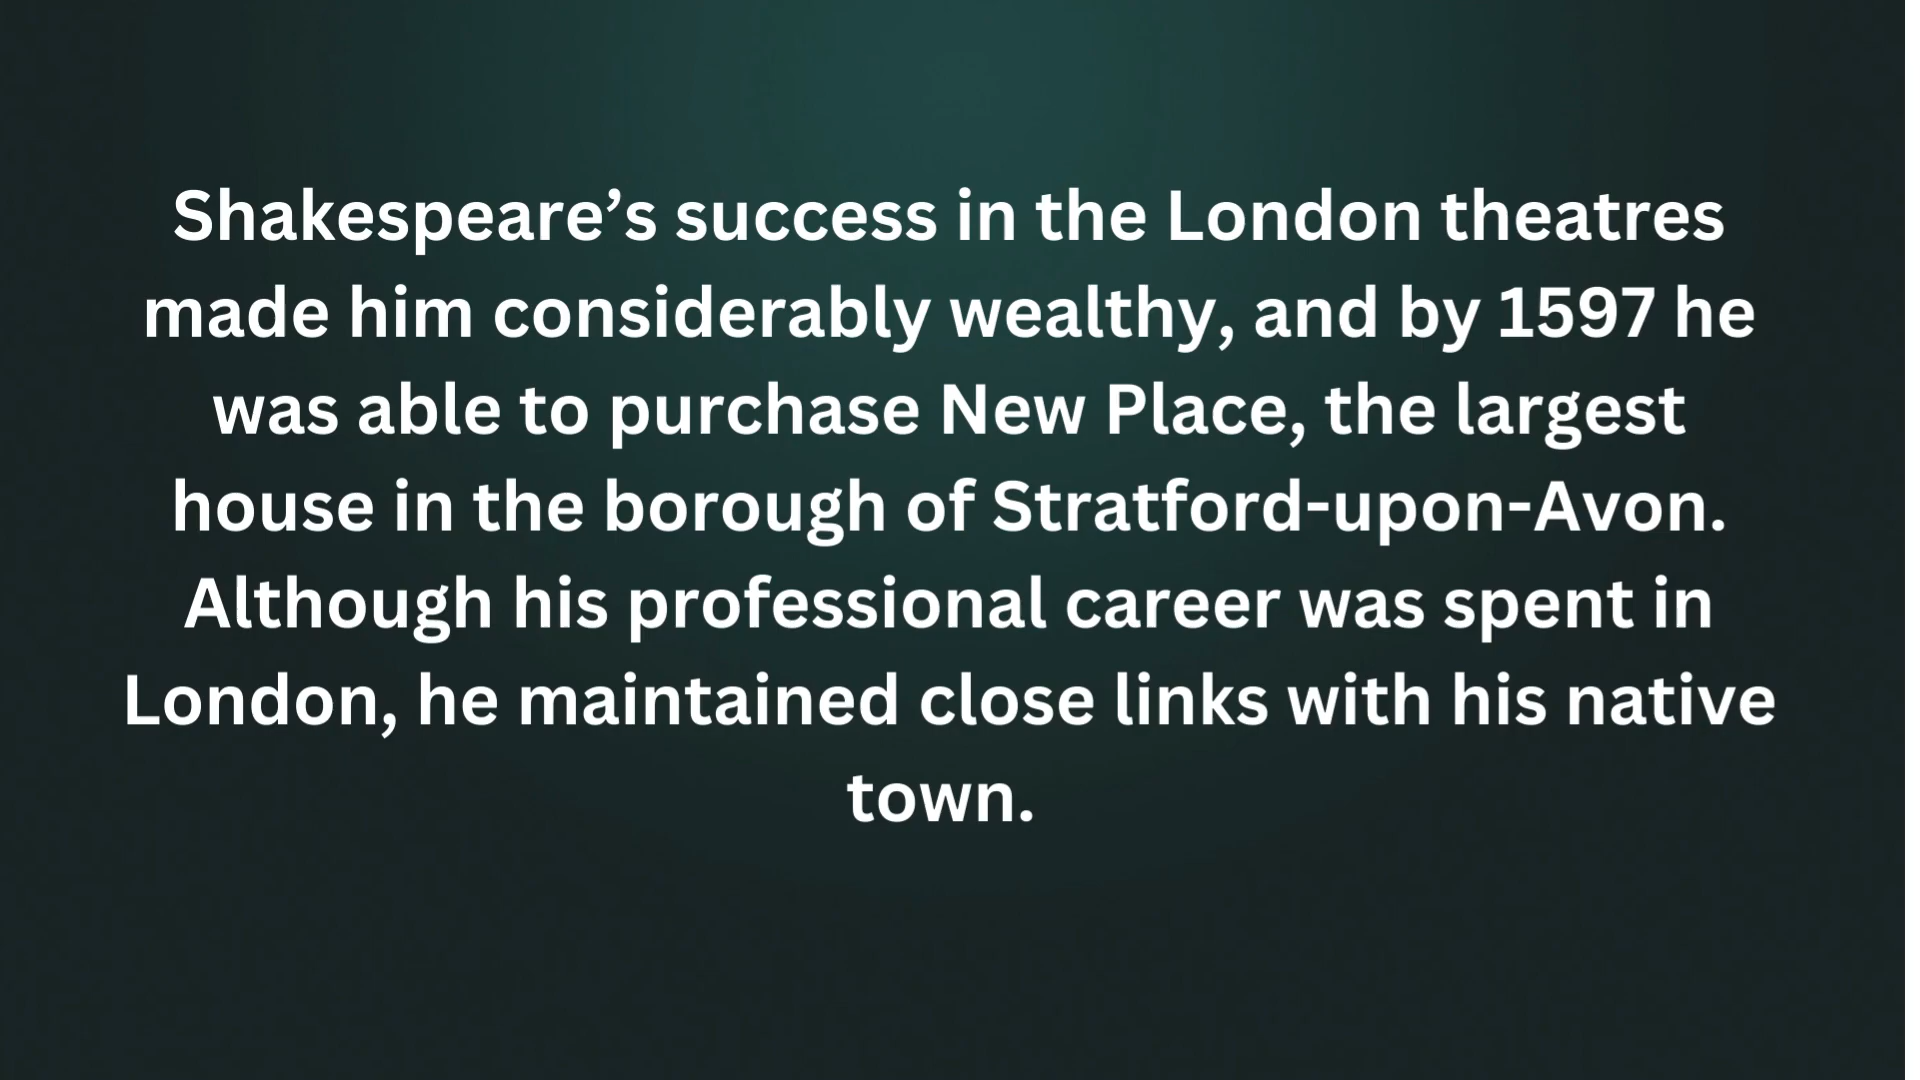 Shakespeare’s success in the London theatres
made him considerably wealthy, and by 1597 he
was able to purchase New Place, the largest
house in the borough of Stratford-upon-Avon.
Although his professional career was spent in
London, he maintained close links with his native
town.